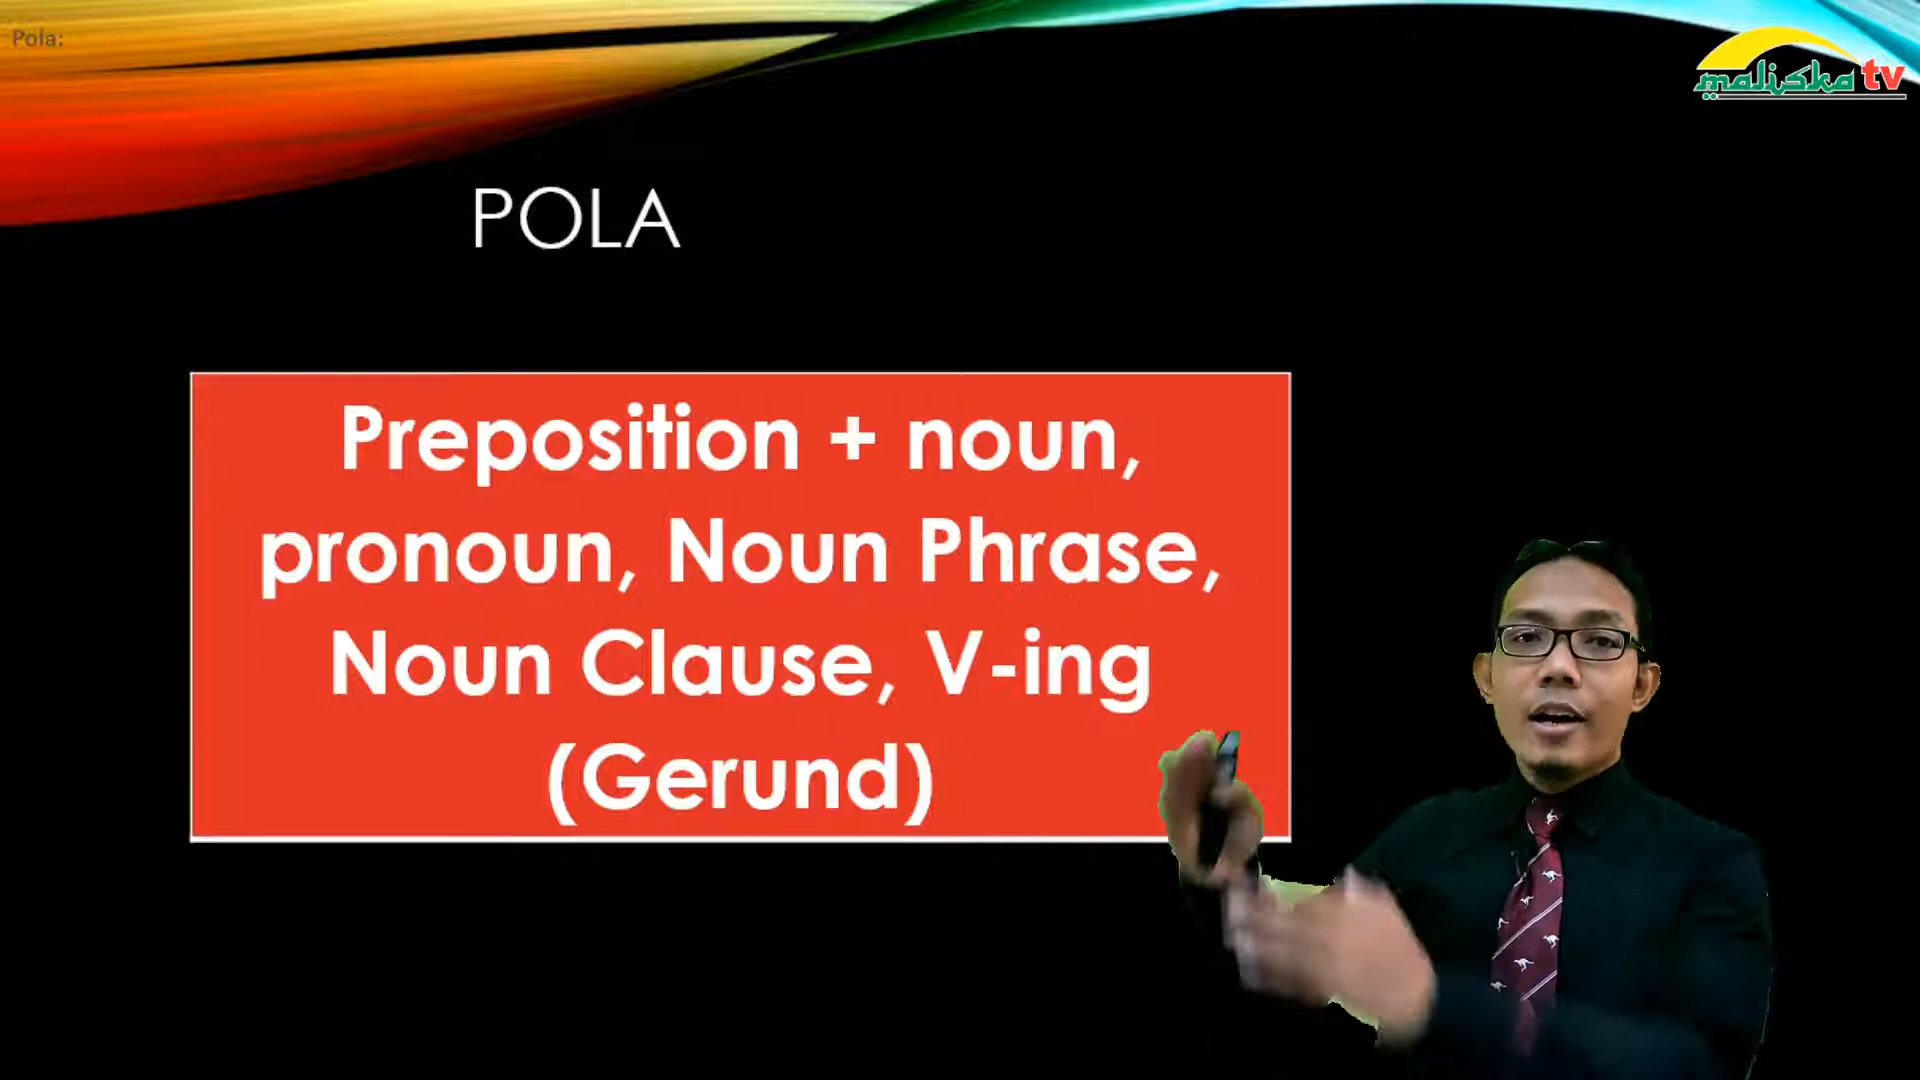 Pola:
maliska tv
POLA
Preposition + noun,
pronoun, Noun Phrase,
Noun Clause, V-ing
(Gerund)